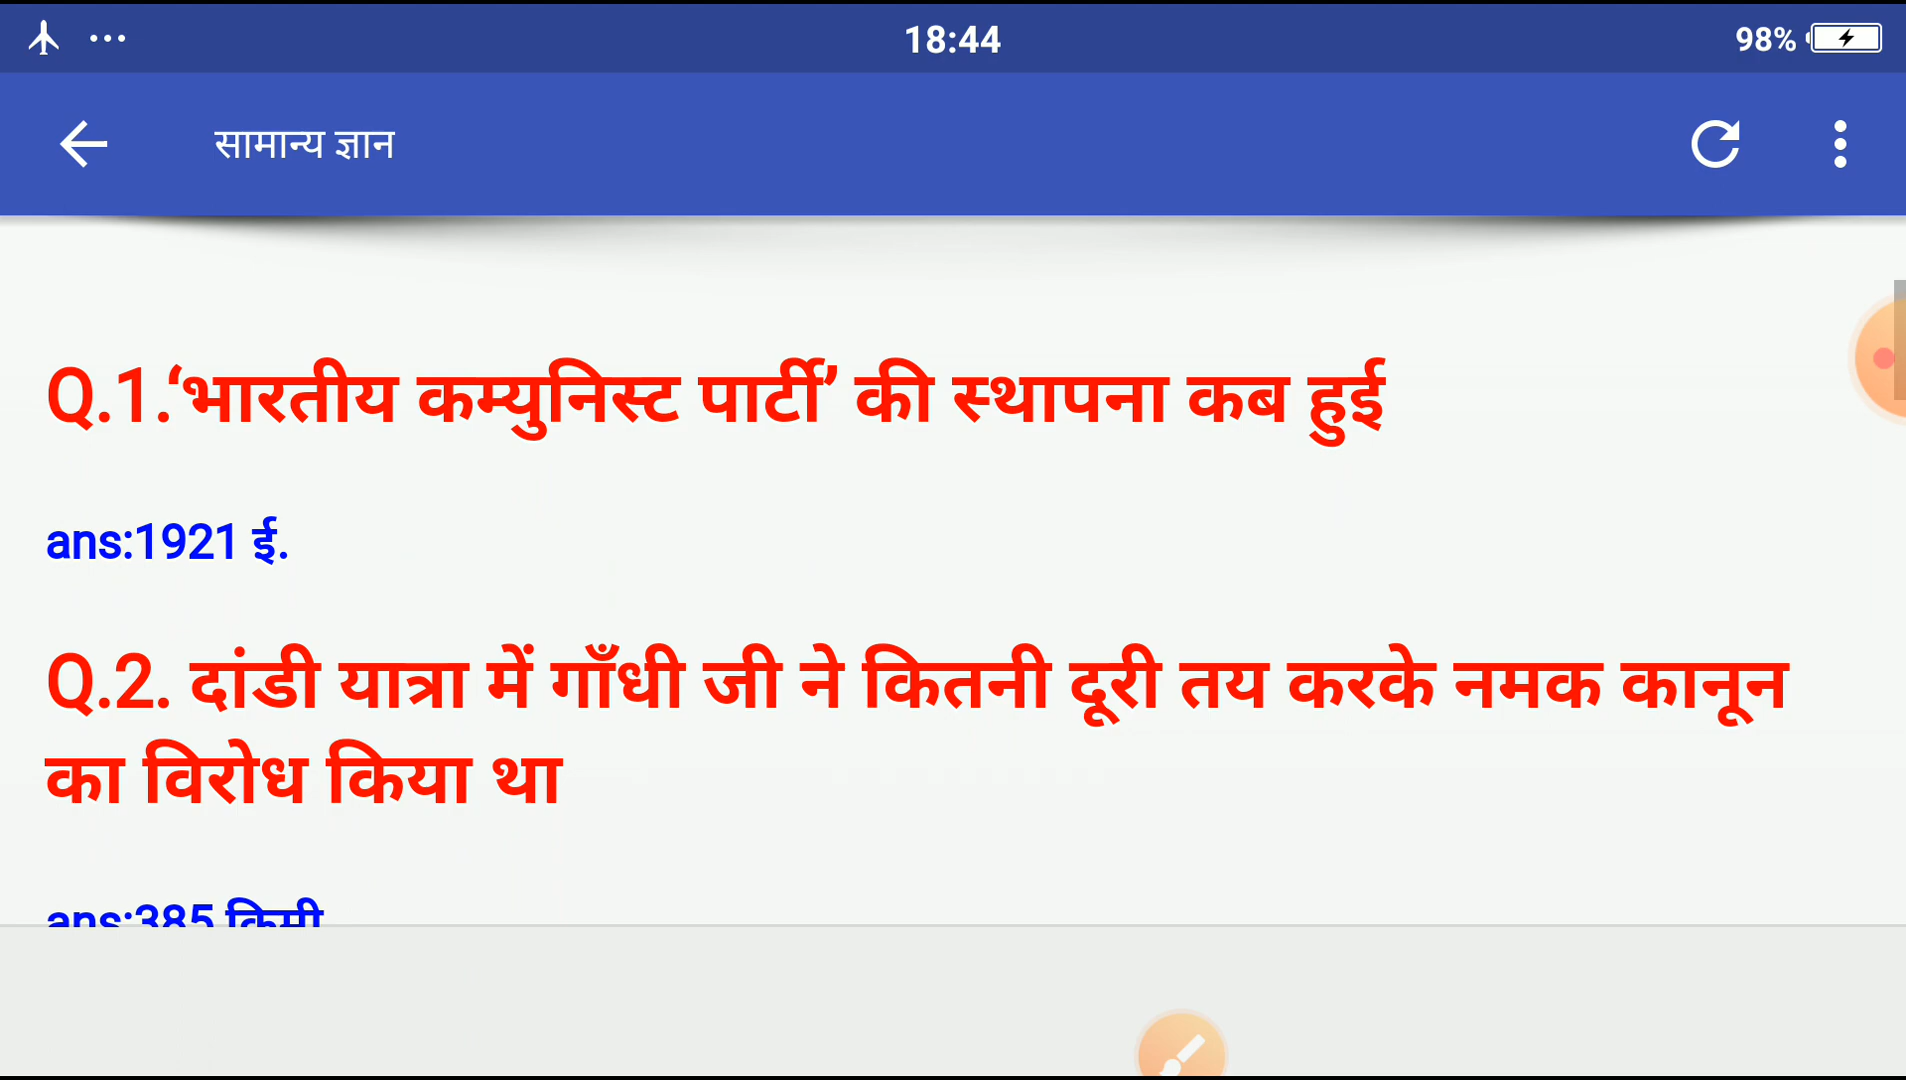 18:44
98%
सामान्य ज्ञान
Q.1.‘भारतीय कम्युनिस्ट पार्टी’ की स्थापना कब हुई
ans:1921 ई.
Q.2. दांडी यात्रा में गाँधी जी ने कितनी दूरी तय करके नमक कानून
का विरोध किया था
ans:385 किमी